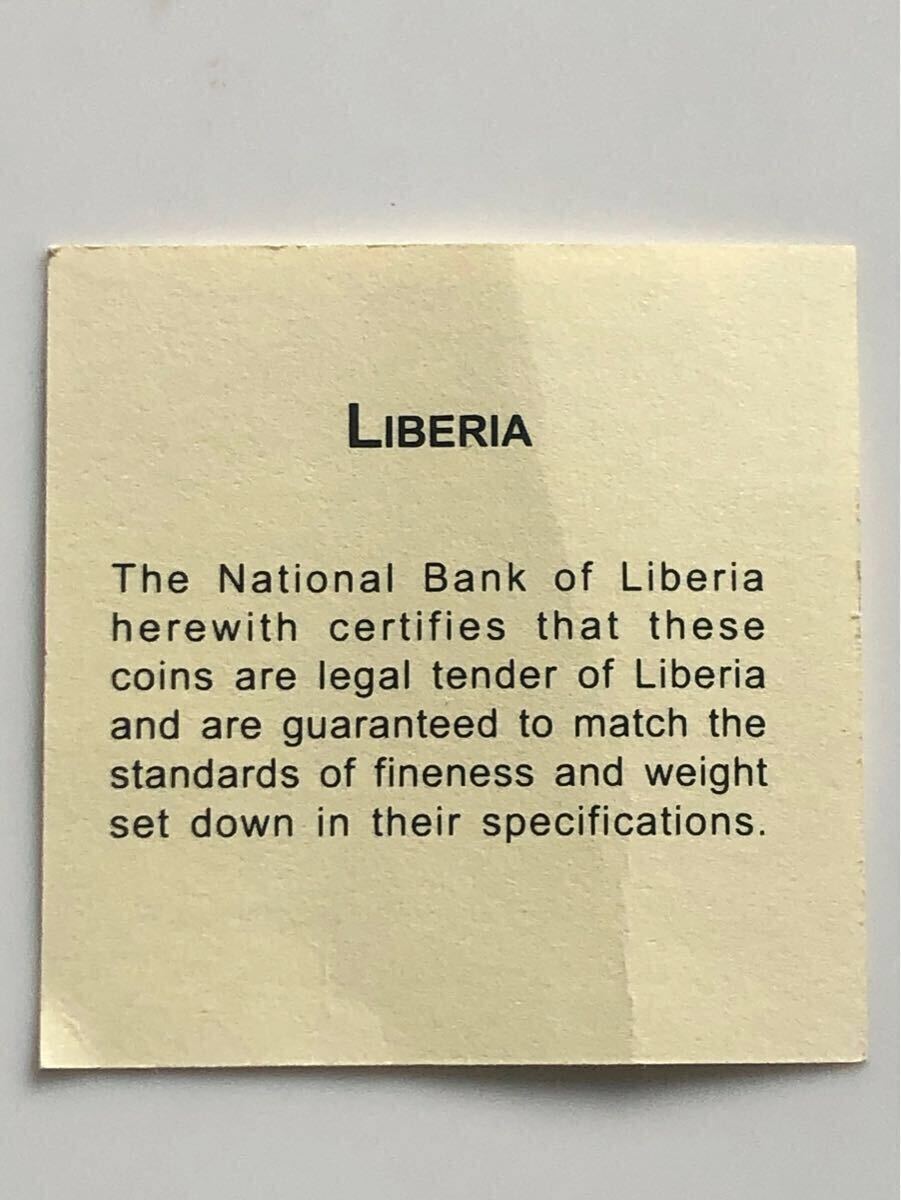 LIBERIA
The National Bank of Liberia
herewith certifies that these
coins are legal tender of Liberia
and are guaranteed to match the
standards of fineness and weight
set down in their specifications.